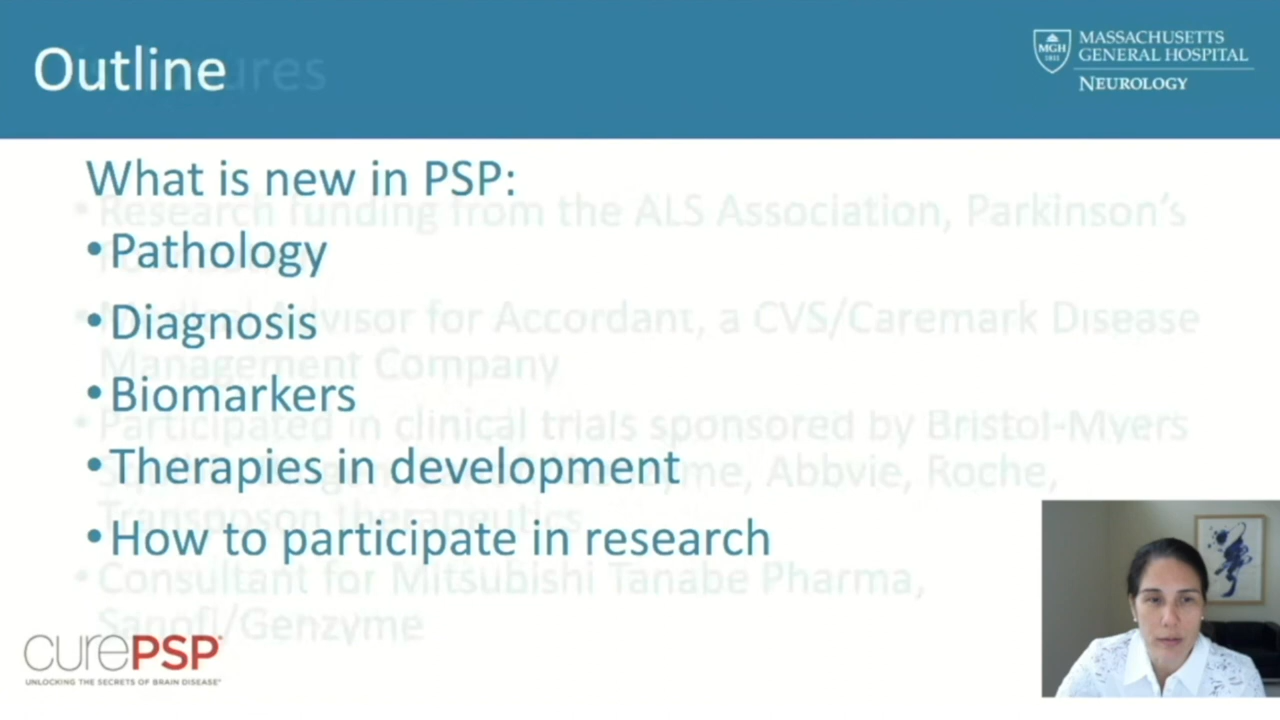 Outline
MASSACHUSETTS
GENERAL HOSPITAL
NEUROLOGY
MGH
1811
What is new in PSP:
• Research funding from the ALS Association, Parkinson's
• Pathology
• Diagnosis
Advisor for Accordant, a CVS/Caremark Disease
Management Company
• Biomarkers
• Participated in clinical trials sponsored by Bristol-Myers
• Therapies in development
Abbvie, Roche,
• How to participate in research
Transposon therapeutics
• Consultant for Mitsubishi Tanabe Pharma,
Sanofi/Genzyme
curePSP
UNLOCKING THE SECRETS OF BRAIN DISEASE